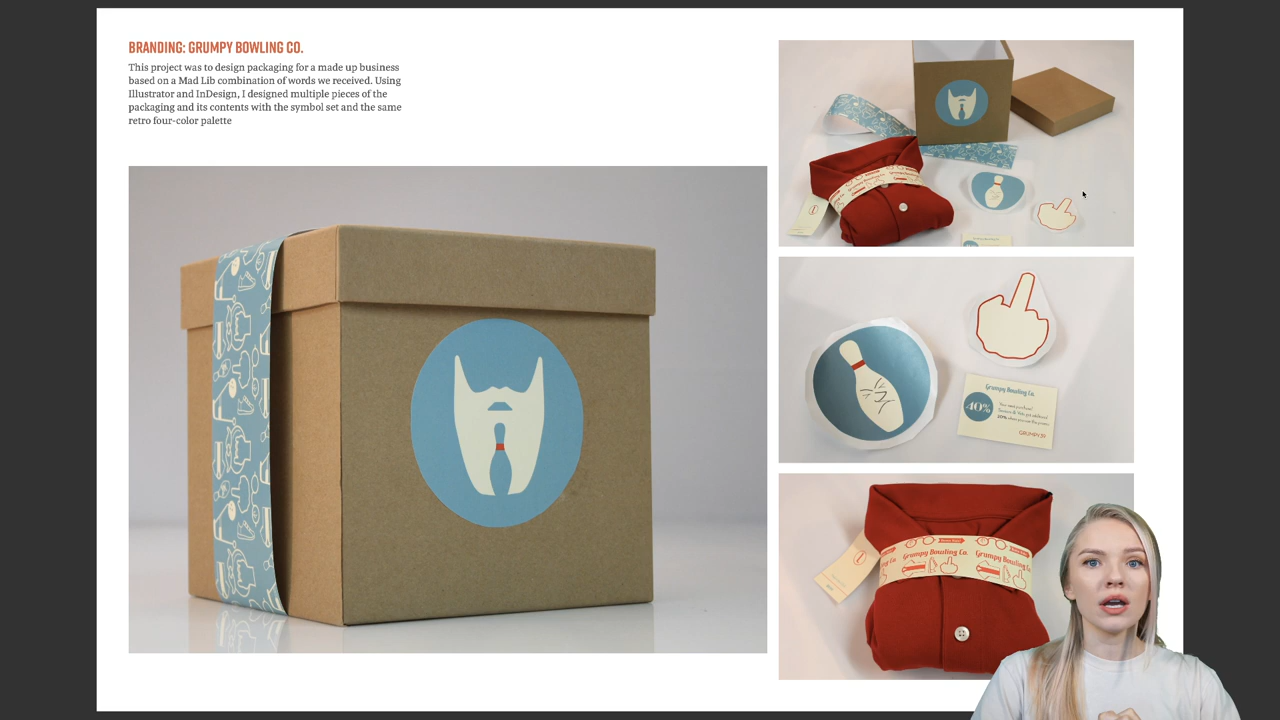 BRANDING: GRUMPY BOWLING CO.
This project was to design packaging for a made up business
based on a Mad Lib combination of words we received. Using
Illustrator and InDesign, I designed multiple pieces of the
packaging and its contents with the symbol set and the same
retro four-color palette
Grumpy Bowling Co.
40%
GRUMPY
Grumpy Bowling Co.
Grumpy Bowling Co.